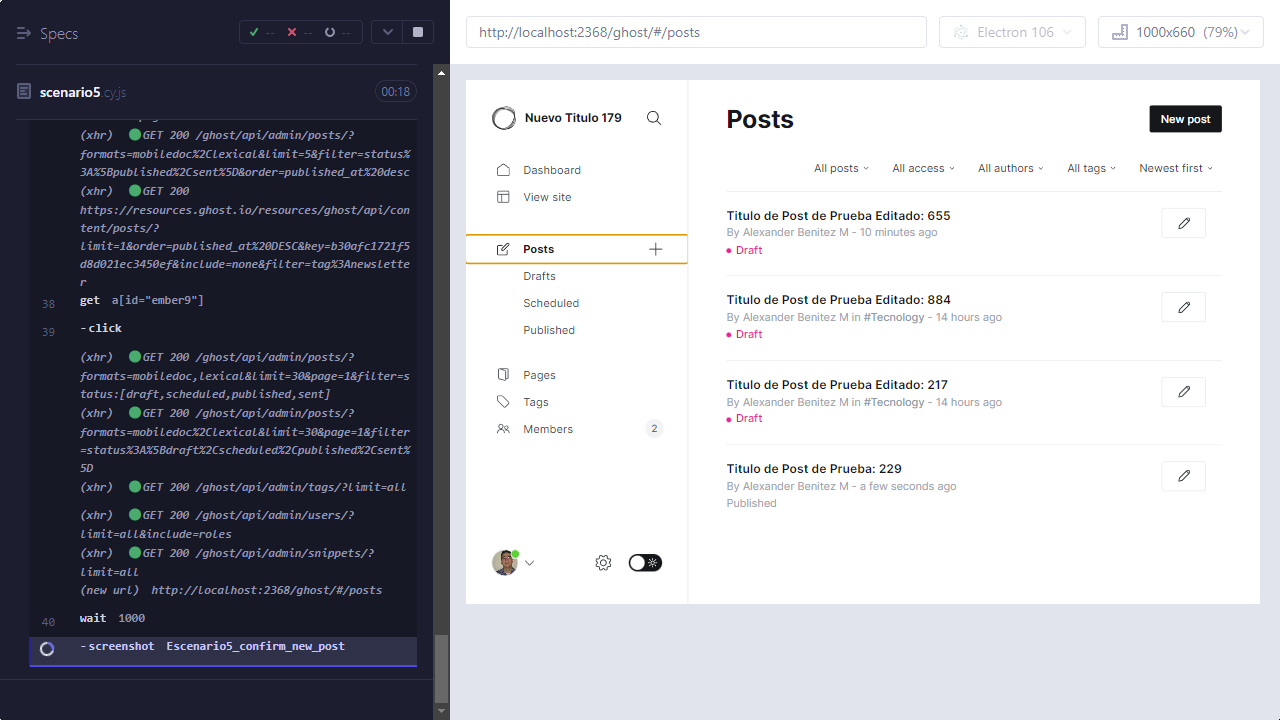 Specs
-- -- --
scenario5.cy.js 00:18
(xhr) GET 200 /ghost/api/admin/posts/?
formats=mobiledoc%2Clexical&limit=5&filter=status%
3A%5Bpublished%2Csent%5D&order=published_at%20desc
(xhr) GET 200
https://resources.ghost.io/resources/ghost/api/con
tent/posts/?
limit=1&order=published_at%20DESC&key=b30afc1721f5
d8d021ec3450ef&include=none&filter=tag%3Anewslette
r
38 get a[id="ember9"]
39 -click
(xhr) GET 200 /ghost/api/admin/posts/?
formats=mobiledoc,lexical&limit=30&page=1&filter=s
tatus:[draft,scheduled,published,sent]
(xhr) GET 200 /ghost/api/admin/posts/?
formats=mobiledoc%2Clexical&limit=30&page=1&filter
=status%3A%5Bdraft%2Cscheduled%2Cpublished%2Csent%
5D
(xhr) GET 200 /ghost/api/admin/tags/?limit=all
(xhr) GET 200 /ghost/api/admin/users/?
limit=all&include=roles
(xhr) GET 200 /ghost/api/admin/snippets/?
limit=all
(new url) http://localhost:2368/ghost/#/posts
40 wait 1000
-screenshot Escenario5_confirm_new_post
http://localhost:2368/ghost/#/posts
Electron 106
1000x660 (79%)
Nuevo Titulo 179
Dashboard
View site
Posts
Drafts
Scheduled
Published
Pages
Tags
Members 2
Posts
New post
All posts All access All authors All tags Newest first
Titulo de Post de Prueba Editado: 655
By Alexander Benitez M - 10 minutes ago
Draft
Titulo de Post de Prueba Editado: 884
By Alexander Benitez M in #Tecnology - 14 hours ago
Draft
Titulo de Post de Prueba Editado: 217
By Alexander Benitez M in #Tecnology - 14 hours ago
Draft
Titulo de Post de Prueba: 229
By Alexander Benitez M - a few seconds ago
Published